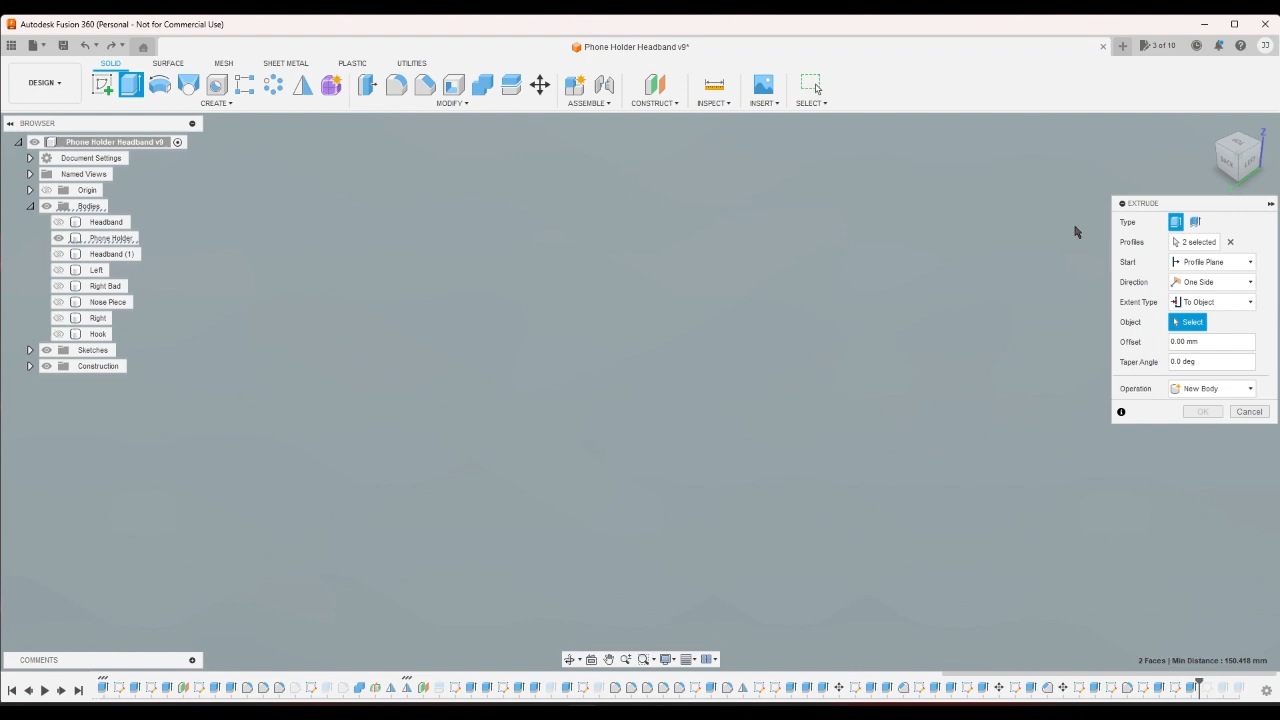 Autodesk Fusion 360 (Personal - Not for Commercial Use)
Phone Holder Headband v9*
3 of 10
JJ
SOLID SURFACE MESH SHEET METAL PLASTIC UTILITIES
DESIGN
CREATE MODIFY ASSEMBLE CONSTRUCT INSPECT INSERT SELECT
BROWSER
Phone Holder Headband v9
Document Settings
Named Views
Origin
Bodies
Headband
Phone Holder
Headband (1)
Left
Right Bad
Nose Piece
Right
Hook
Sketches
Construction
Z
BACK
EXTRUDE
Type
Profiles 2 selected
Start Profile Plane
Direction One Side
Extent Type To Object
Object Select
Offset 0.00 mm
Taper Angle 0.0 deg
Operation New Body
OK Cancel
COMMENTS
2 Faces | Min Distance : 150.418 mm